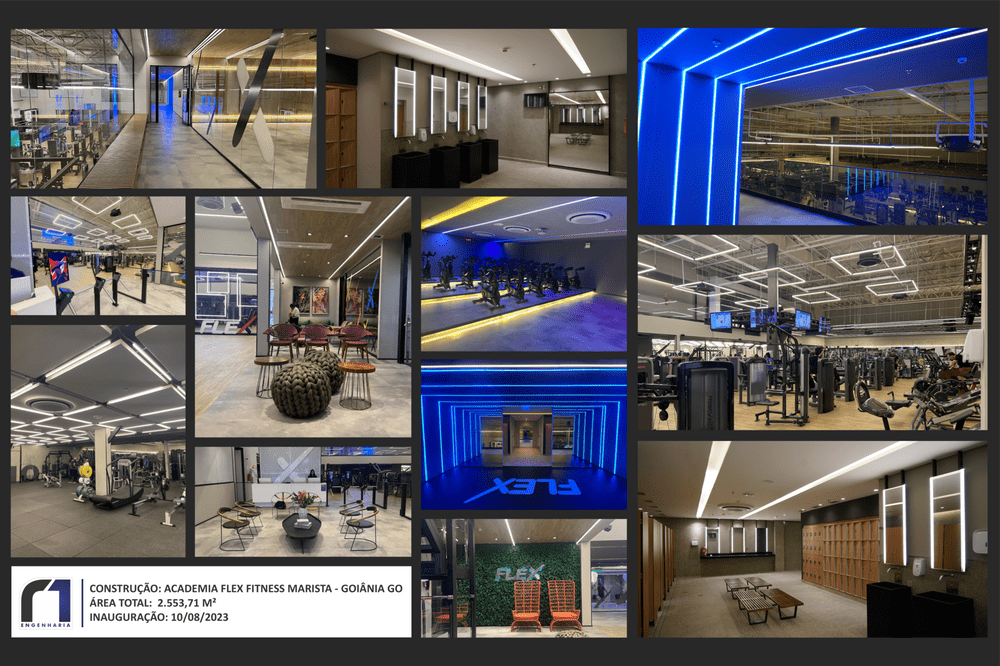 FLEX
FLEX
FLEX
r1
ENGENHARIA
CONSTRUÇÃO: ACADEMIA FLEX FITNESS MARISTA - GOIÂNIA GO
ÁREA TOTAL: 2.553,71 M²
INAUGURAÇÃO: 10/08/2023